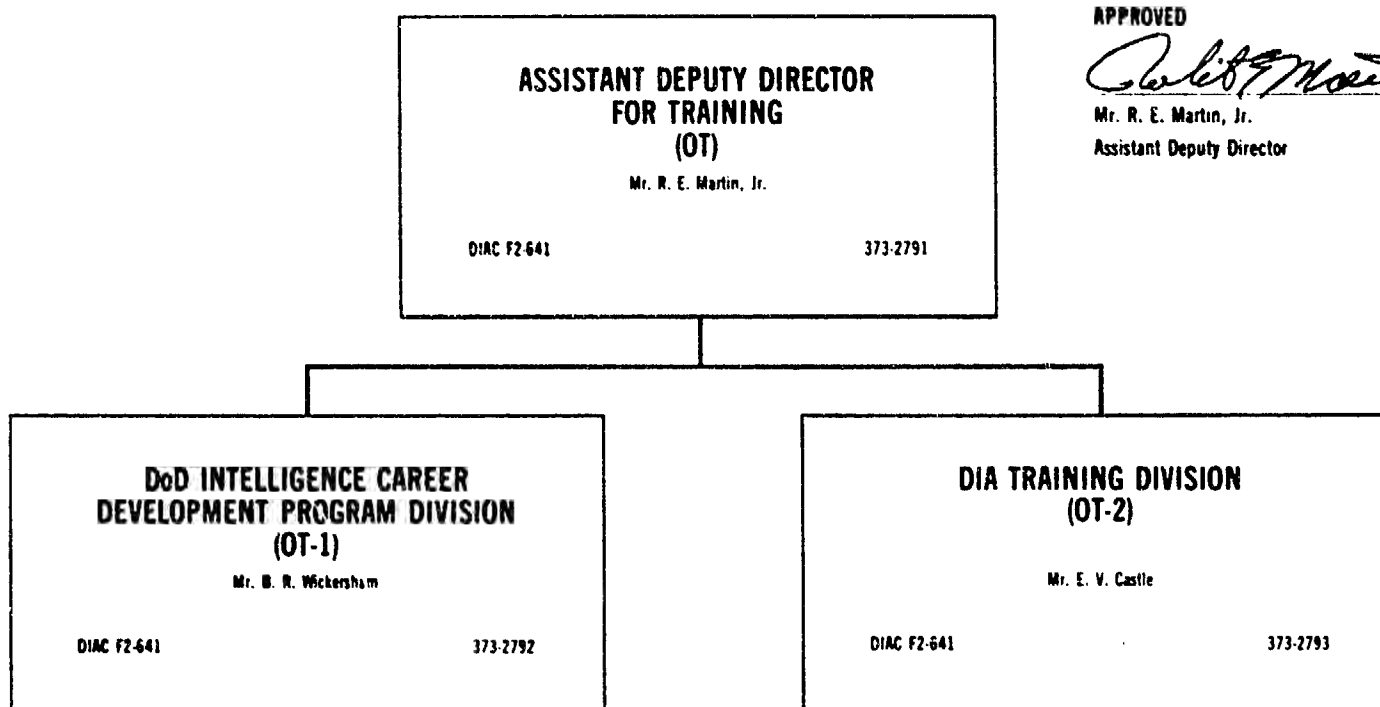 APPROVED
Mr. R. E. Martin, Jr.
Assistant Deputy Director
ASSISTANT DEPUTY DIRECTOR
FOR TRAINING
(OT)
Mr. R. E. Martin, Jr.
DIAC F2-641 373-2791
DoD INTELLIGENCE CAREER
DEVELOPMENT PROGRAM DIVISION
(OT-1)
Mr. B. R. Wickersham
DIAC F2-641 373-2792
DIA TRAINING DIVISION
(OT-2)
Mr. E. V. Castle
DIAC F2-641 373-2793